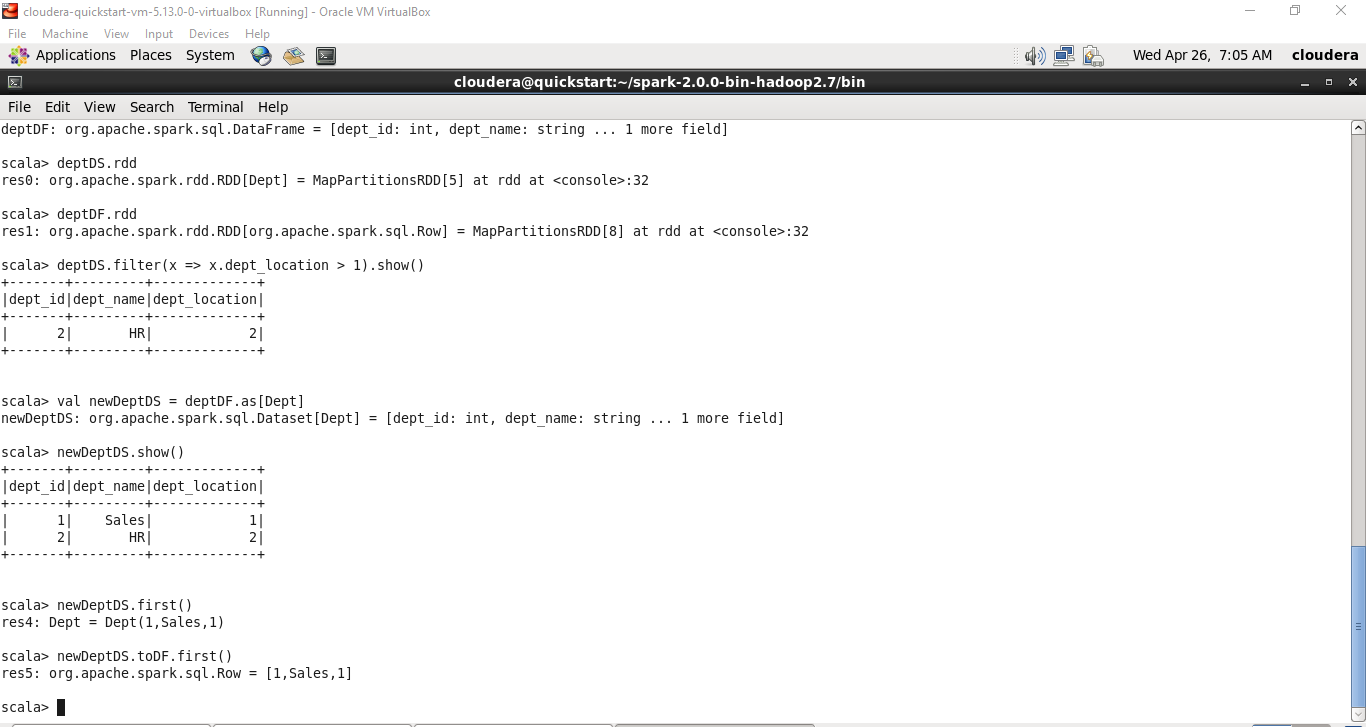 cloudera-quickstart-vm-5.13.0-0-virtualbox [Running] - Oracle VM VirtualBox
File Machine View Input Devices Help
Applications Places System Wed Apr 26, 7:05 AM cloudera
cloudera@quickstart:~/spark-2.0.0-bin-hadoop2.7/bin
File Edit View Search Terminal Help
deptDF: org.apache.spark.sql.DataFrame = [dept_id: int, dept_name: string ... 1 more field]
scala> deptDS.rdd
res0: org.apache.spark.rdd.RDD[Dept] = MapPartitionsRDD[5] at rdd at <console>:32
scala> deptDF.rdd
res1: org.apache.spark.rdd.RDD[org.apache.spark.sql.Row] = MapPartitionsRDD[8] at rdd at <console>:32
scala> deptDS.filter(x => x.dept_location > 1).show()
+-------+---------+-------------+
|dept_id|dept_name|dept_location|
+-------+---------+-------------+
|      2|       HR|            2|
+-------+---------+-------------+
scala> val newDeptDS = deptDF.as[Dept]
newDeptDS: org.apache.spark.sql.Dataset[Dept] = [dept_id: int, dept_name: string ... 1 more field]
scala> newDeptDS.show()
+-------+---------+-------------+
|dept_id|dept_name|dept_location|
+-------+---------+-------------+
|      1|    Sales|            1|
|      2|       HR|            2|
+-------+---------+-------------+
scala> newDeptDS.first()
res4: Dept = Dept(1,Sales,1)
scala> newDeptDS.toDF.first()
res5: org.apache.spark.sql.Row = [1,Sales,1]
scala>